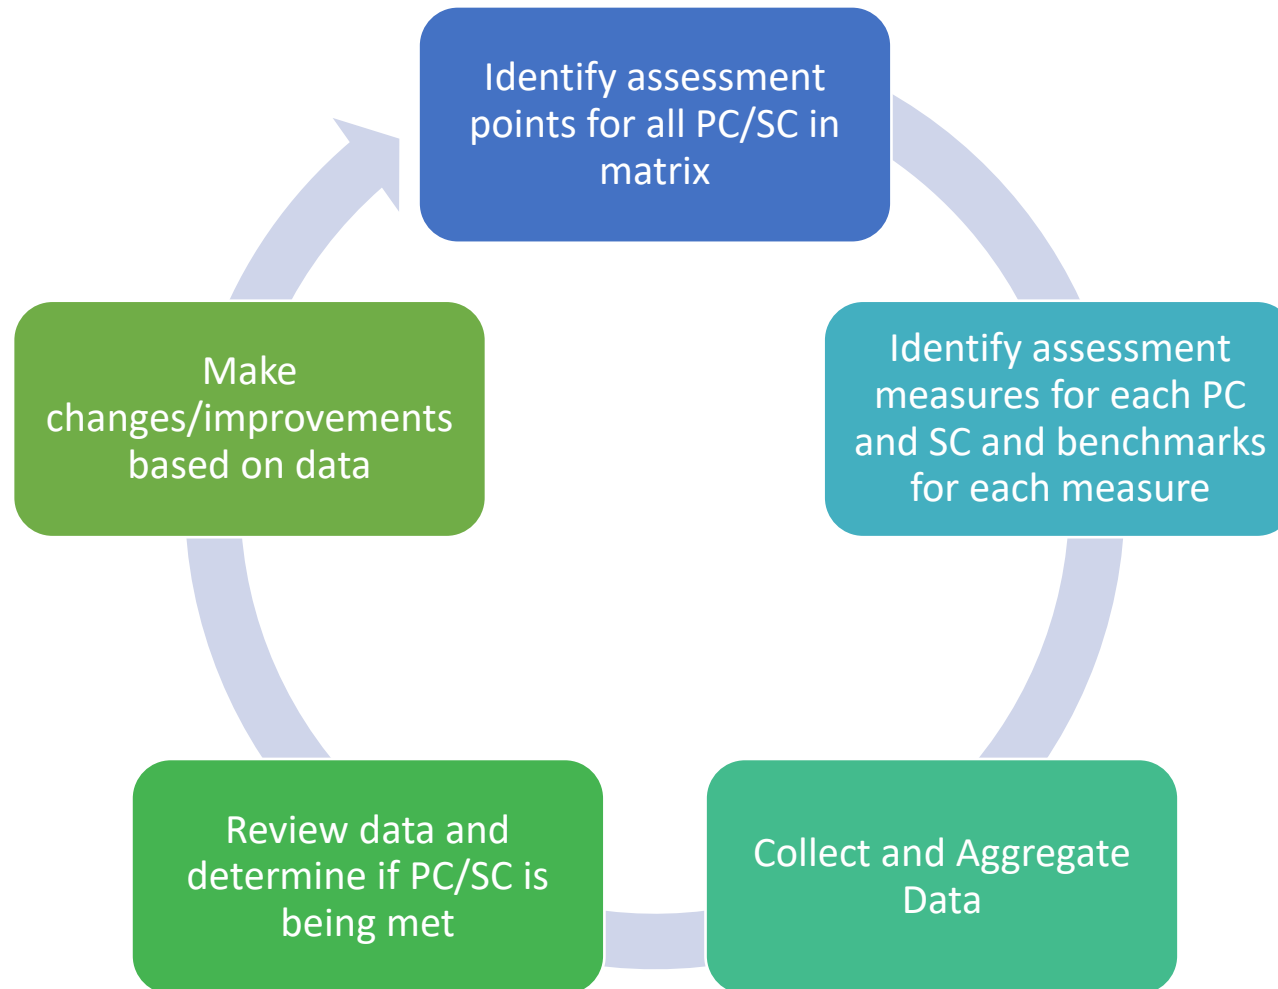 Identify assessment
points for all PC/SC in
matrix
Identify assessment
measures for each PC
and SC and benchmarks
for each measure
Collect and Aggregate
Data
Review data and
determine if PC/SC is
being met
Make
changes/improvements
based on data